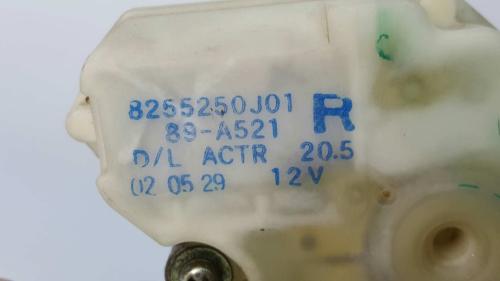 8255250J01 R
89-A521
D/L ACTR 20.5
02 05 29 12V